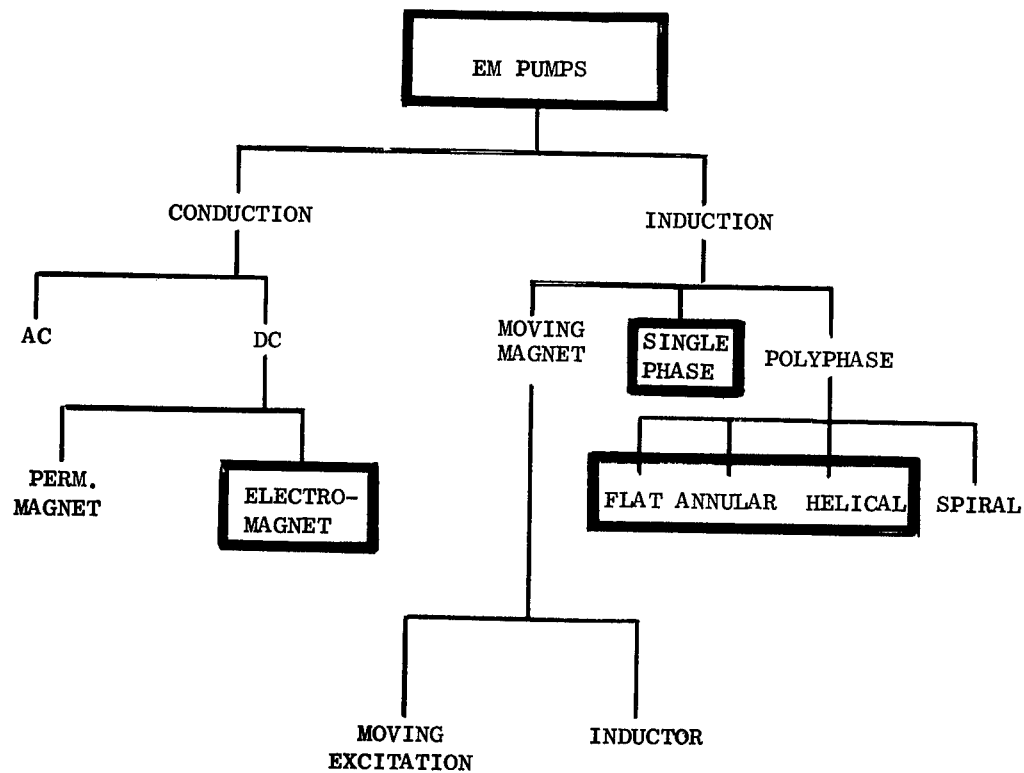 EM PUMPS
CONDUCTION
INDUCTION
AC
DC
MOVING
MAGNET
SINGLE
PHASE
POLYPHASE
PERM.
MAGNET
ELECTRO-
MAGNET
FLAT ANNULAR HELICAL
SPIRAL
MOVING
EXCITATION
INDUCTOR